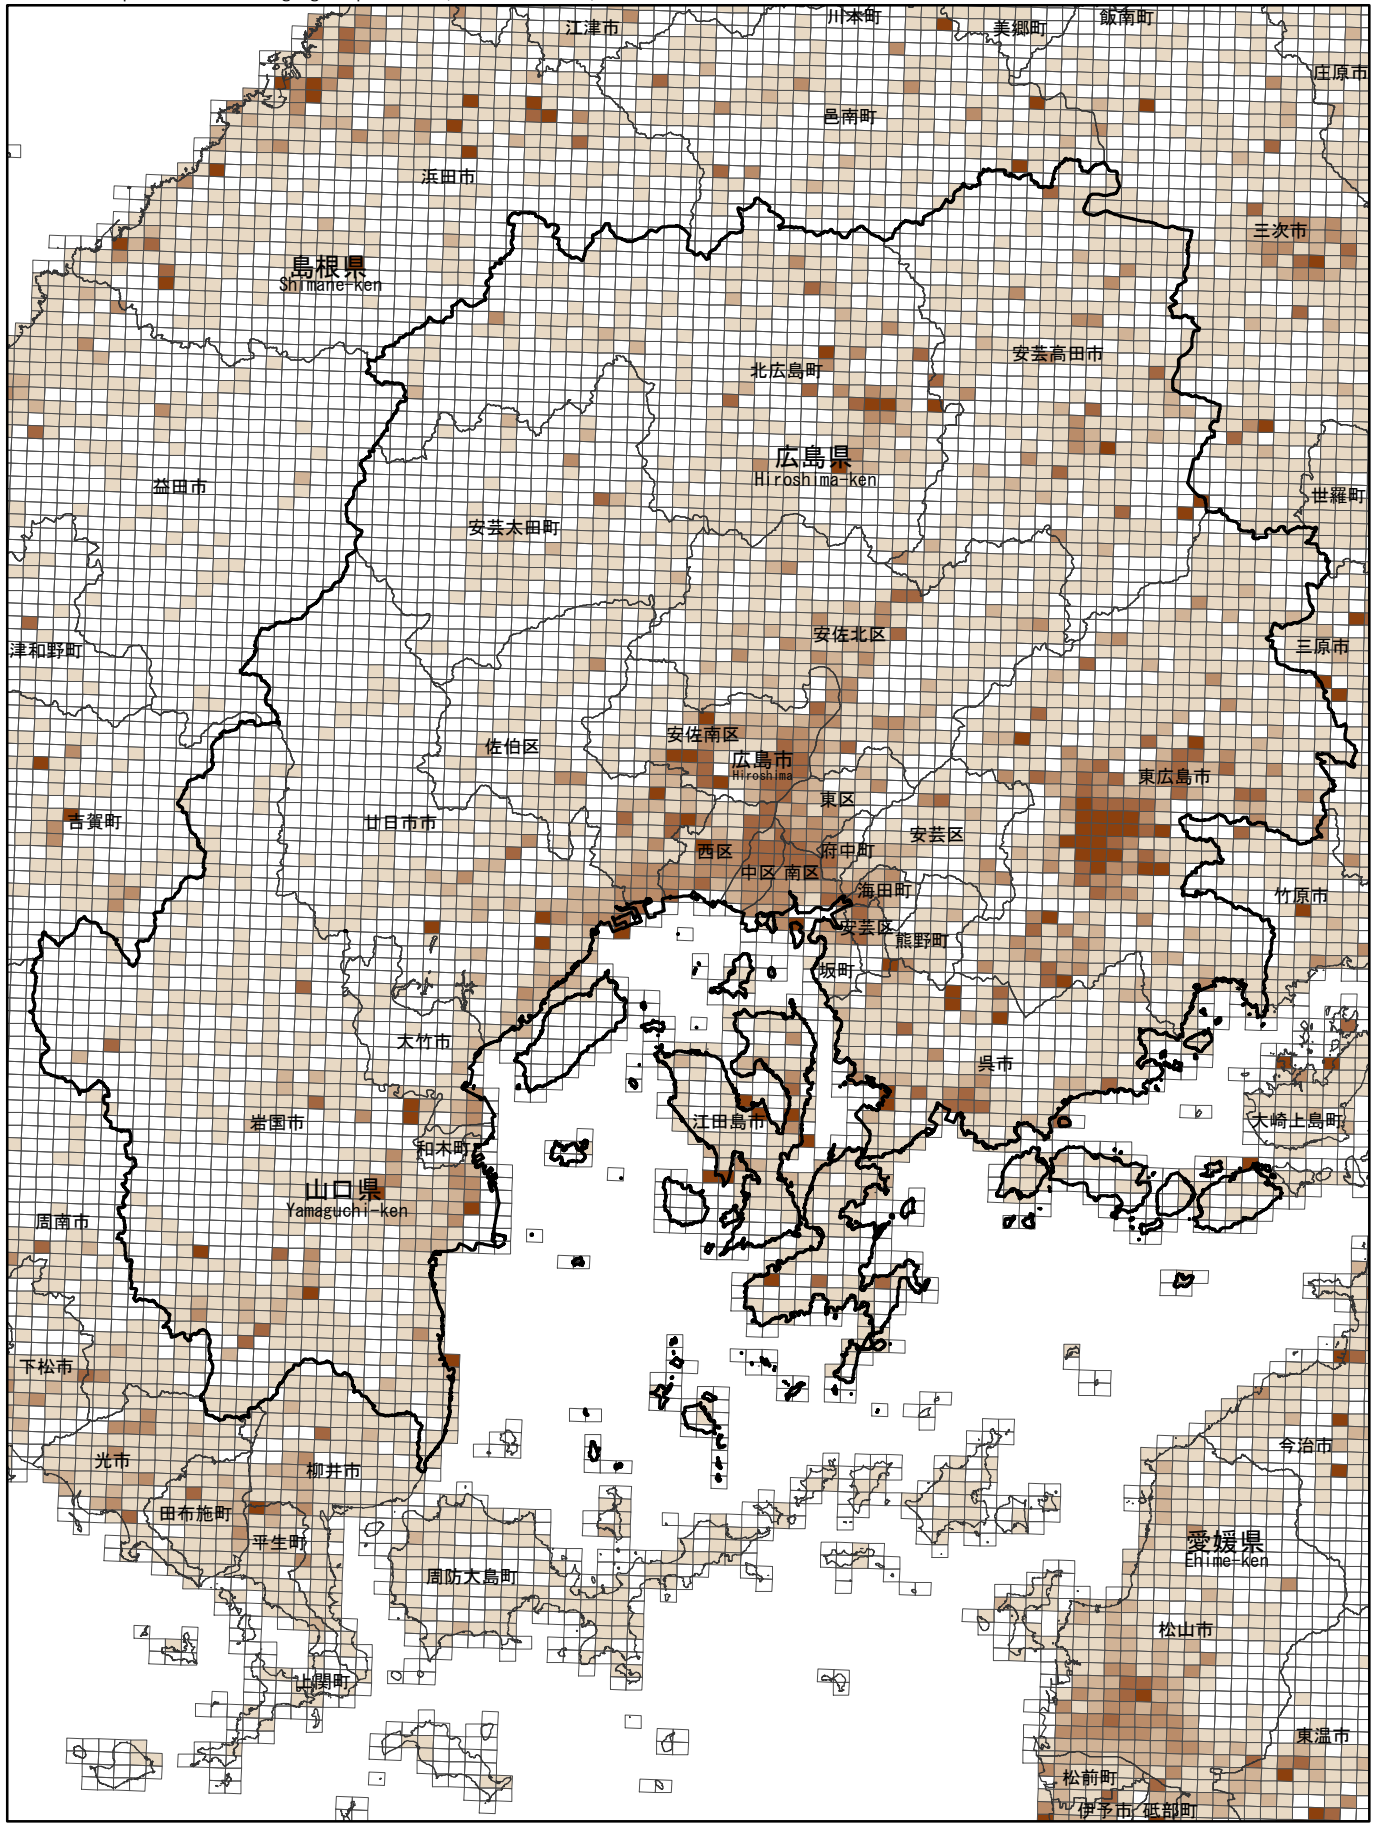 江津市
川本町
美郷町
飯南町
庄原市
邑南町
浜田市
三次市
島根県
Shimane-ken
安芸高田市
北広島町
広島県
Hiroshima-ken
益田市
世羅町
安芸太田町
安佐北区
津和野町
三原市
安佐南区
佐伯区
広島市
Hiroshima
東広島市
東区
吉賀町
廿日市市
安芸区
西区
府中町
中区
南区
海田町
竹原市
安芸区
熊野町
坂町
大竹市
呉市
岩国市
江田島市
大崎上島町
和木町
山口県
Yamaguchi-ken
周南市
下松市
今治市
光市
柳井市
田布施町
平生町
愛媛県
Ehime-ken
周防大島町
松山市
上関町
東温市
松前町
伊予市
砥部町